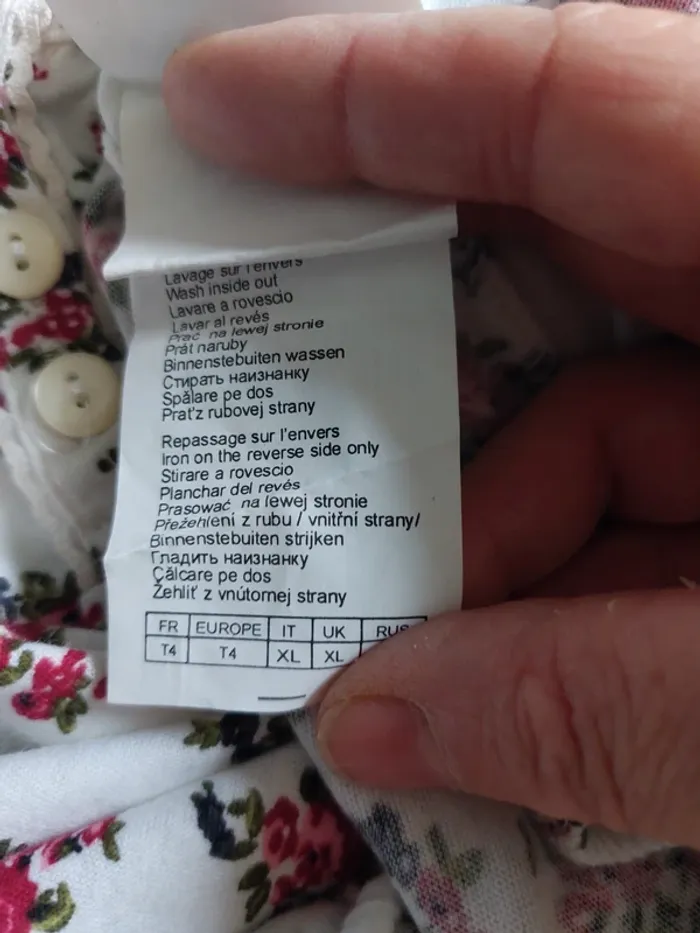 Lavage sur l'envers
Wash inside out
Lavare a rovescio
Lavar al revés
Prać na lewej stronie
Prát naruby
Binnenstebuiten wassen
Стирать наизнанку
Spălare pe dos
Prat'z rubovej strany
Repassage sur l'envers
Iron on the reverse side only
Stirare a rovescio
Planchar del revés
Prasować na lewej stronie
Přežehlení z rubu / vnitřní strany/
Binnenstebuiten strijken
Гладить наизнанку
Călcare pe dos
Žehliť z vnútornej strany
FR EUROPE IT UK RUS
T4 T4 XL XL